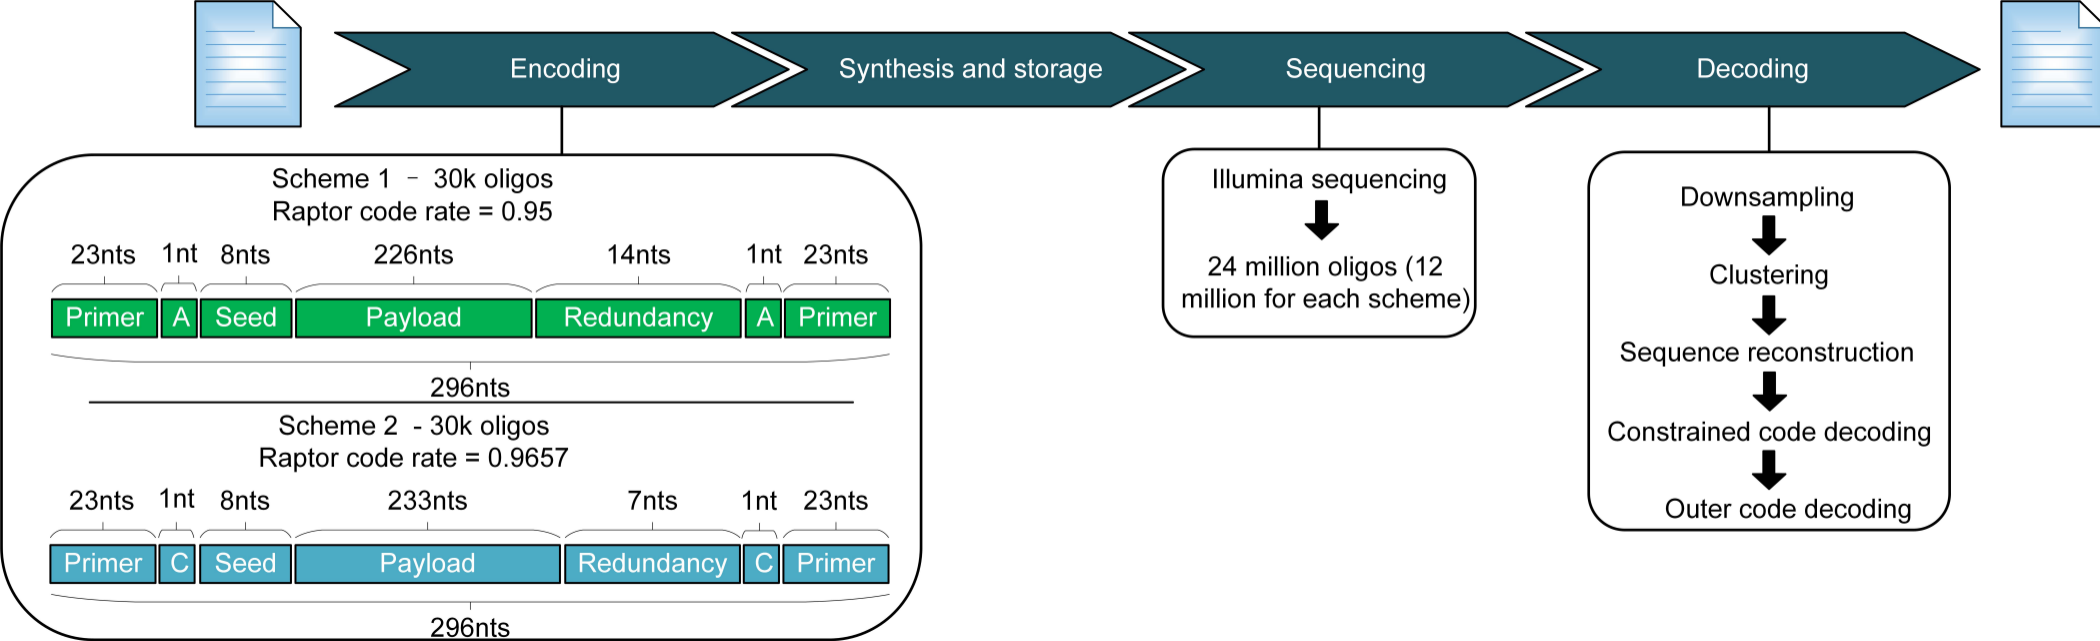 Encoding
Synthesis and storage
Sequencing
Decoding
Scheme 1 - 30k oligos
Raptor code rate = 0.95
23nts 1nt 8nts 226nts 14nts 1nt 23nts
Primer A Seed Payload Redundancy A Primer
296nts
Scheme 2 - 30k oligos
Raptor code rate = 0.9657
23nts 1nt 8nts 233nts 7nts 1nt 23nts
Primer C Seed Payload Redundancy C Primer
296nts
Illumina sequencing
24 million oligos (12
million for each scheme)
Downsampling
Clustering
Sequence reconstruction
Constrained code decoding
Outer code decoding